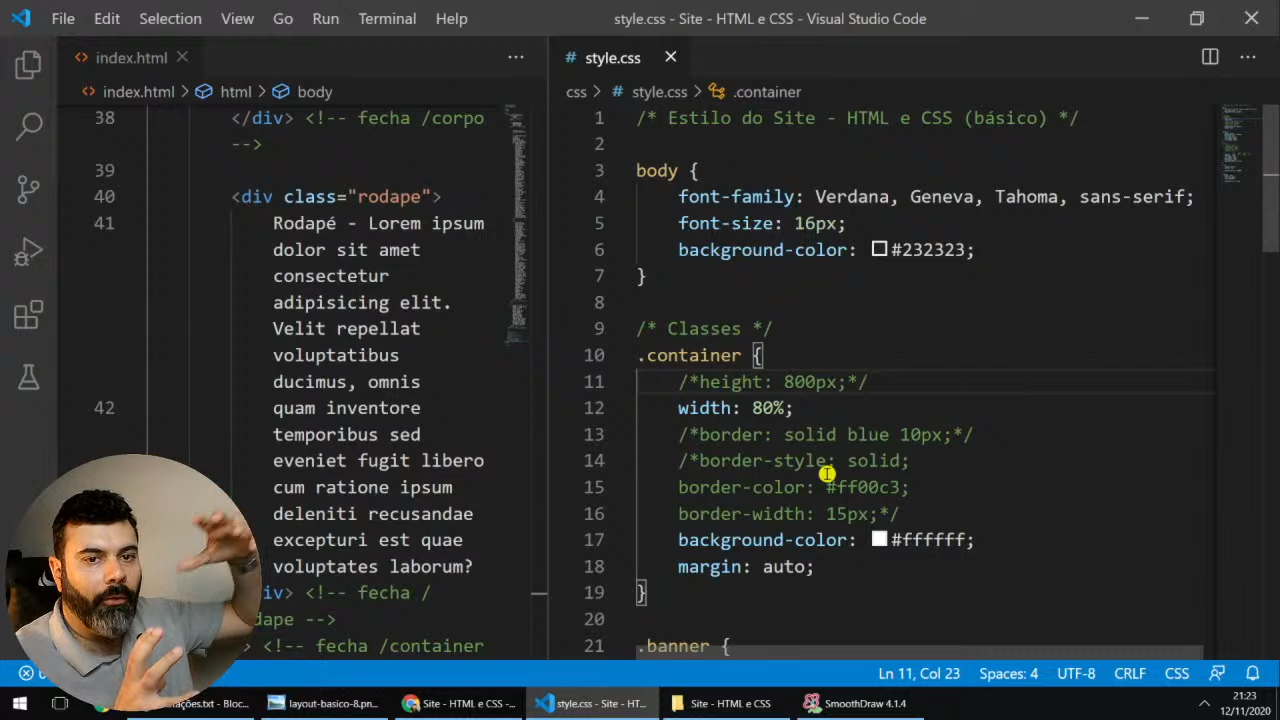 File Edit Selection View Go Run Terminal Help
style.css - Site - HTML e CSS - Visual Studio Code
index.html
style.css
index.html > html > body
css > style.css > .container
38 </div> <!-- fecha /corpo
-->
39
40 <div class="rodape">
41 Rodapé - Lorem ipsum
dolor sit amet
consectetur
adipisicing elit.
Velit repellat
voluptatibus
ducimus, omnis
42 quam inventore
temporibus sed
eveniet fugit libero
cum ratione ipsum
deleniti recusandae
excepturi est quae
voluptates laborum?
iv> <!-- fecha /
dape -->
> <!-- fecha /container
1 /* Estilo do Site - HTML e CSS (básico) */
2
3 body {
4 font-family: Verdana, Geneva, Tahoma, sans-serif;
5 font-size: 16px;
6 background-color: #232323;
7 }
8
9 /* Classes */
10 .container {
11 /*height: 800px;*/
12 width: 80%;
13 /*border: solid blue 10px;*/
14 /*border-style: solid;
15 border-color: #ff00c3;
16 border-width: 15px;*/
17 background-color: #ffffff;
18 margin: auto;
19 }
20
21 .banner {
Ln 11, Col 23 Spaces: 4 UTF-8 CRLF CSS
tações.txt - Bloc...
layout-basico-8.pn...
Site - HTML e CSS -...
style.css - Site - HT...
Site - HTML e CSS
SmoothDraw 4.1.4
21:23
12/11/2020